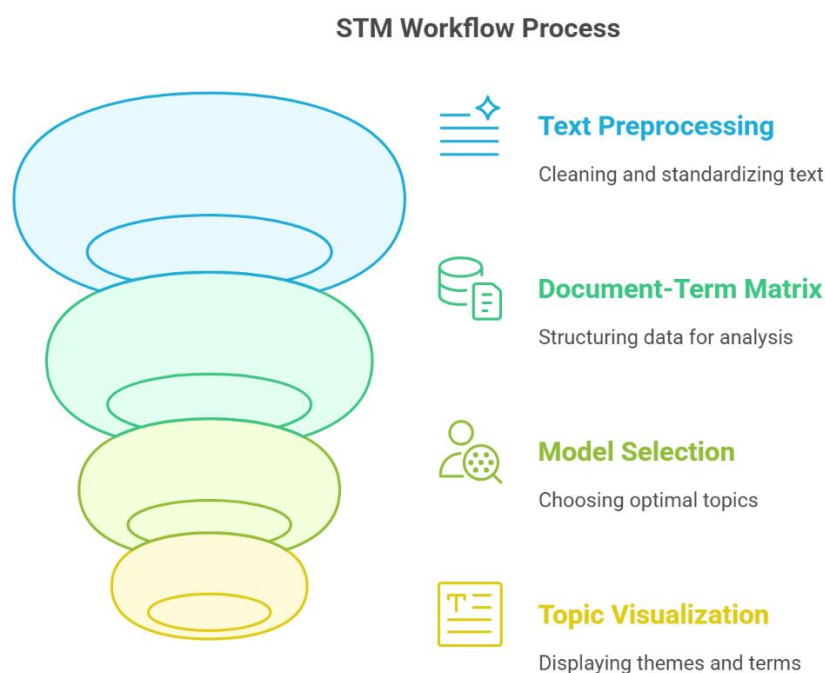 STM Workflow Process
Text Preprocessing
Cleaning and standardizing text
Document-Term Matrix
Structuring data for analysis
Model Selection
Choosing optimal topics
T
Topic Visualization
Displaying themes and terms